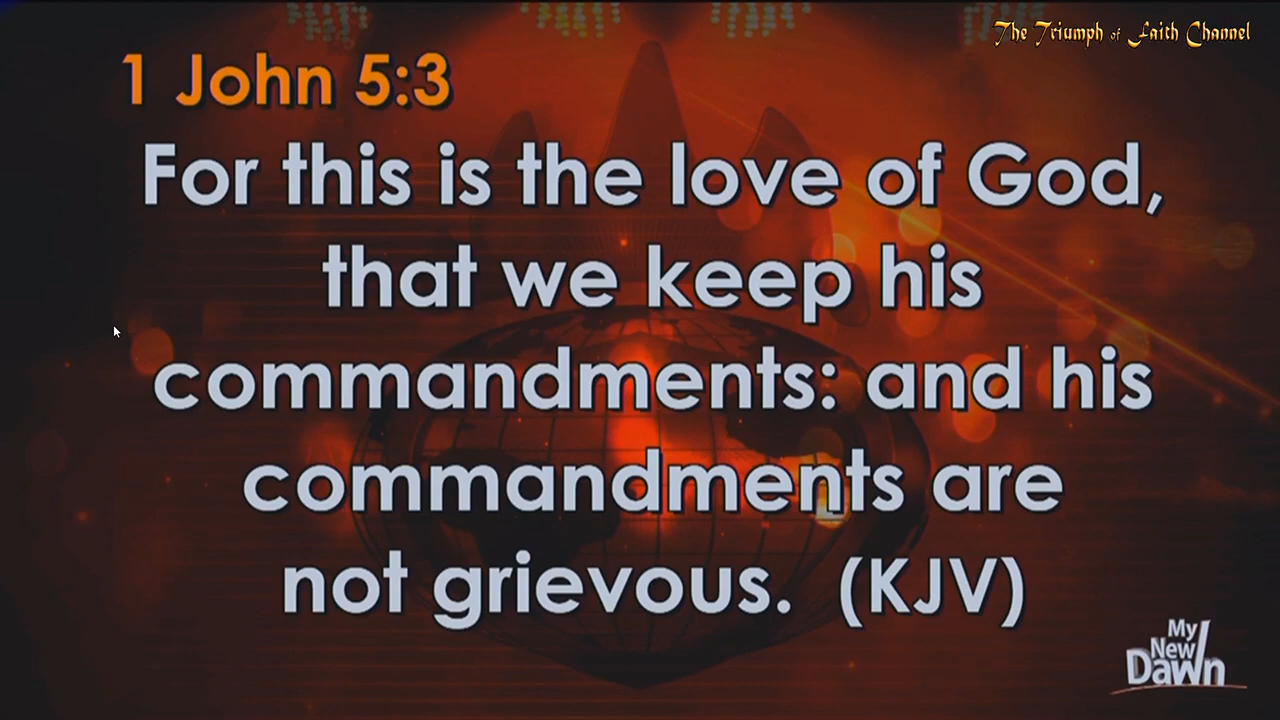 The Triumph of Faith Channel
1 John 5:3
For this is the love of God,
that we keep his
commandments: and his
commandments are
not grievous. (KJV)
My
New
Dawn